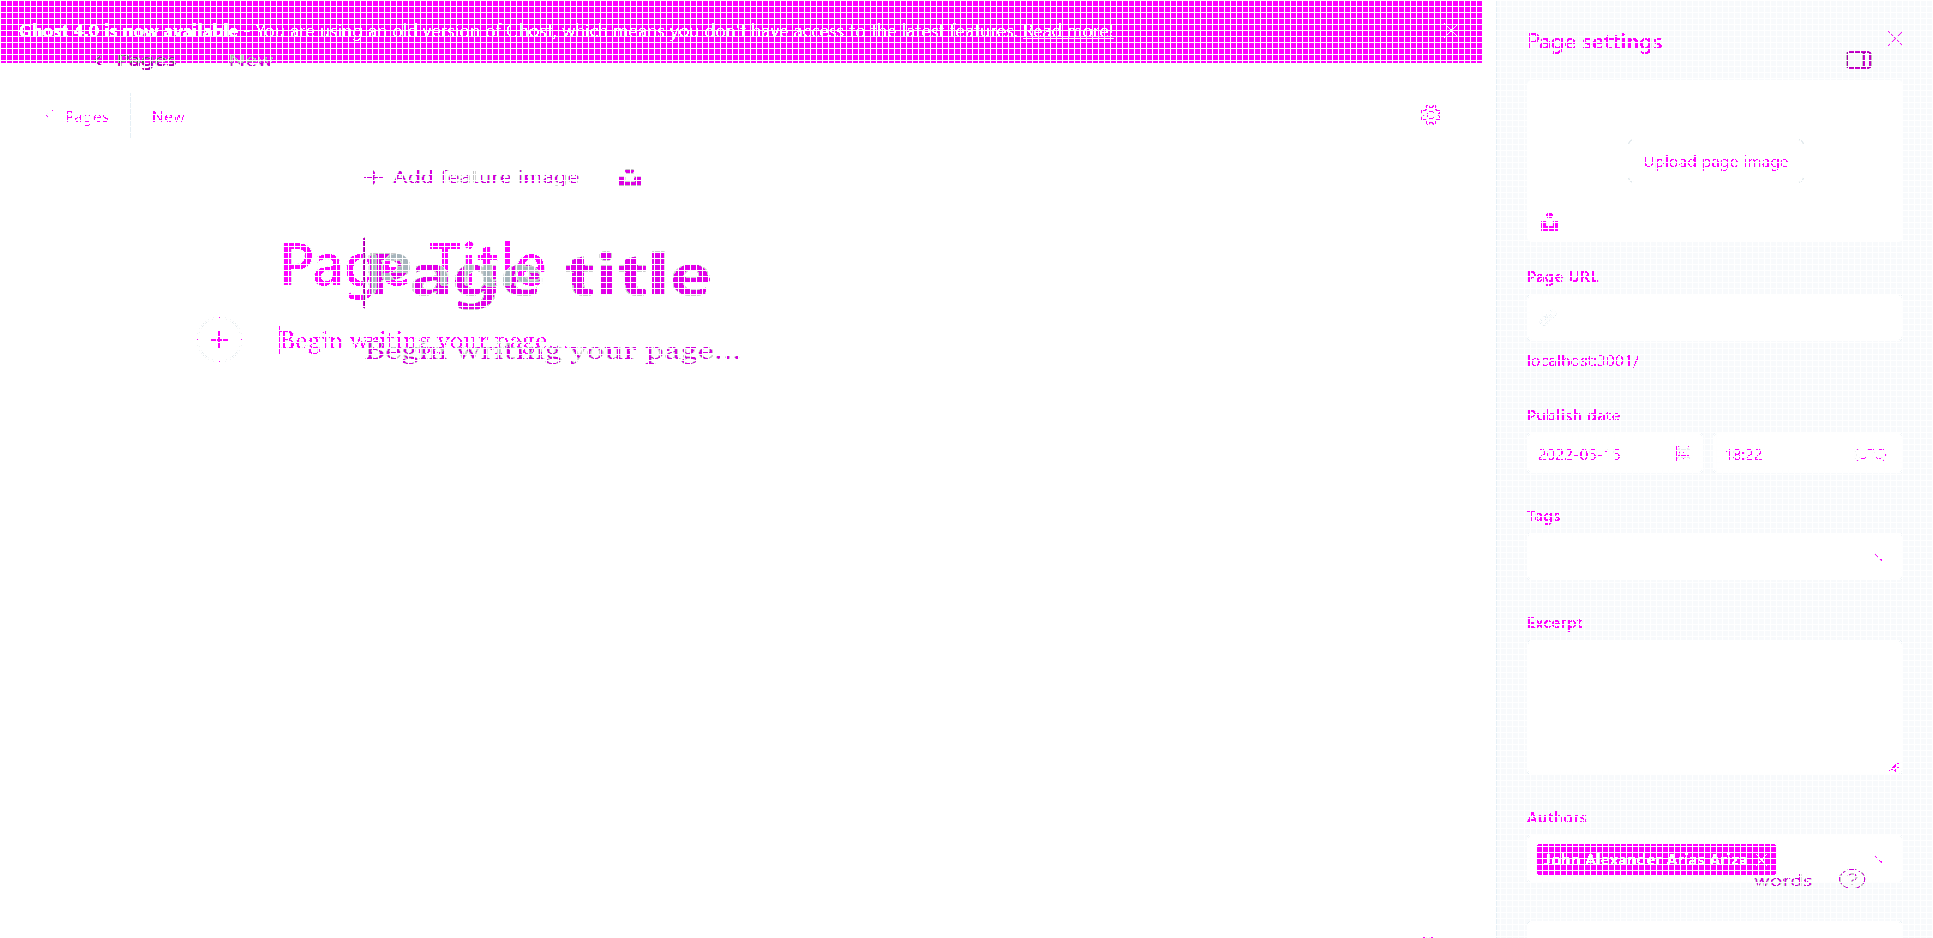 Ghost 4.0 is now available - You are using an old version of Ghost, which means you don't have access to the latest features. Read more!
Pages New
Pages New
Add feature image
Page Title
Page title
Begin writing your page...
Begin writing your page...
Page settings
Upload page image
Page URL
localhost:3001/
Publish date
2022-05-15 18:22 (UTC)
Tags
Excerpt
Authors
John Alexander Arias Ariza
words
?